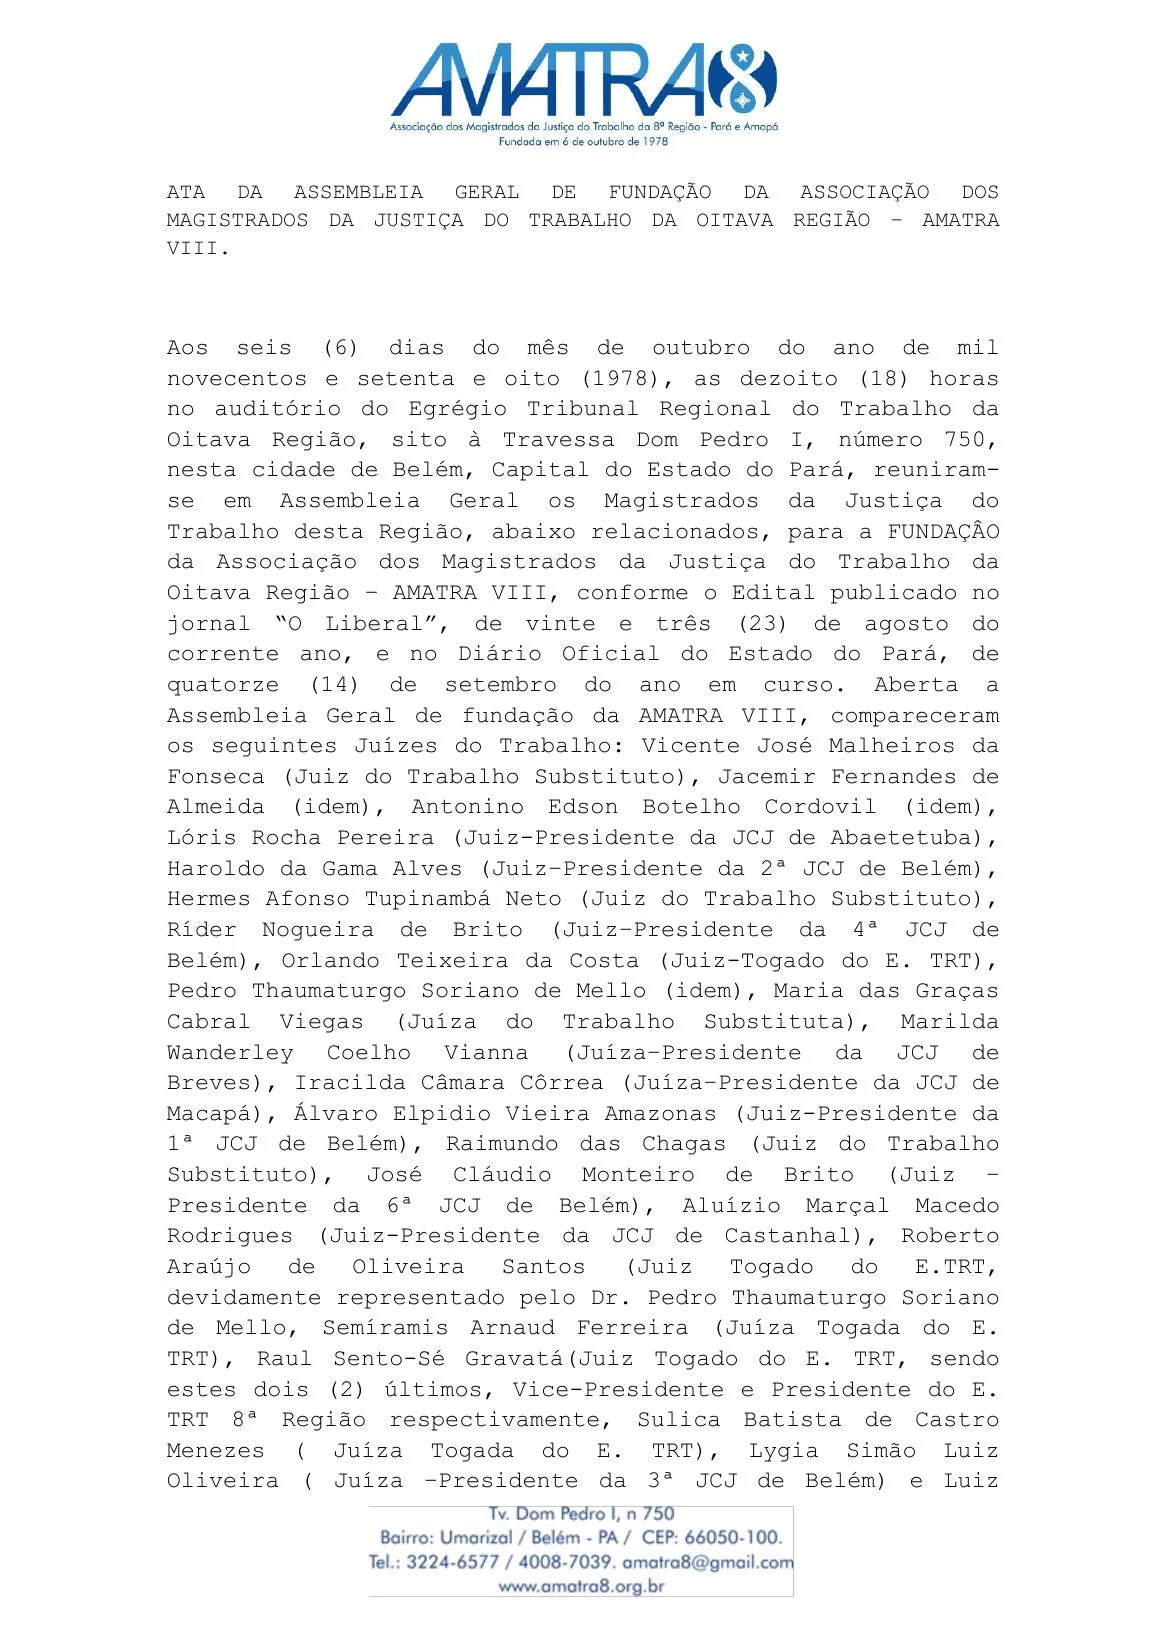 AMATRA8
Associação dos Magistrados da Justiça do Trabalho da 8ª Região - Pará e Amapá
Fundada em 6 de outubro de 1978
ATA DA ASSEMBLEIA GERAL DE FUNDAÇÃO DA ASSOCIAÇÃO DOS
MAGISTRADOS DA JUSTIÇA DO TRABALHO DA OITAVA REGIÃO – AMATRA
VIII.
Aos seis (6) dias do mês de outubro do ano de mil
novecentos e setenta e oito (1978), as dezoito (18) horas
no auditório do Egrégio Tribunal Regional do Trabalho da
Oitava Região, sito à Travessa Dom Pedro I, número 750,
nesta cidade de Belém, Capital do Estado do Pará, reuniram-
se em Assembleia Geral os Magistrados da Justiça do
Trabalho desta Região, abaixo relacionados, para a FUNDAÇÂO
da Associação dos Magistrados da Justiça do Trabalho da
Oitava Região – AMATRA VIII, conforme o Edital publicado no
jornal “O Liberal”, de vinte e três (23) de agosto do
corrente ano, e no Diário Oficial do Estado do Pará, de
quatorze (14) de setembro do ano em curso. Aberta a
Assembleia Geral de fundação da AMATRA VIII, compareceram
os seguintes Juízes do Trabalho: Vicente José Malheiros da
Fonseca (Juiz do Trabalho Substituto), Jacemir Fernandes de
Almeida (idem), Antonino Edson Botelho Cordovil (idem),
Lóris Rocha Pereira (Juiz-Presidente da JCJ de Abaetetuba),
Haroldo da Gama Alves (Juiz–Presidente da 2ª JCJ de Belém),
Hermes Afonso Tupinambá Neto (Juiz do Trabalho Substituto),
Ríder Nogueira de Brito (Juiz–Presidente da 4ª JCJ de
Belém), Orlando Teixeira da Costa (Juiz-Togado do E. TRT),
Pedro Thaumaturgo Soriano de Mello (idem), Maria das Graças
Cabral Viegas (Juíza do Trabalho Substituta), Marilda
Wanderley Coelho Vianna (Juíza–Presidente da JCJ de
Breves), Iracilda Câmara Côrrea (Juíza–Presidente da JCJ de
Macapá), Álvaro Elpidio Vieira Amazonas (Juiz-Presidente da
1ª JCJ de Belém), Raimundo das Chagas (Juiz do Trabalho
Substituto), José Cláudio Monteiro de Brito (Juiz –
Presidente da 6ª JCJ de Belém), Aluízio Marçal Macedo
Rodrigues (Juiz-Presidente da JCJ de Castanhal), Roberto
Araújo de Oliveira Santos (Juiz Togado do E.TRT,
devidamente representado pelo Dr. Pedro Thaumaturgo Soriano
de Mello, Semíramis Arnaud Ferreira (Juíza Togada do E.
TRT), Raul Sento-Sé Gravatá(Juiz Togado do E. TRT, sendo
estes dois (2) últimos, Vice-Presidente e Presidente do E.
TRT 8ª Região respectivamente, Sulica Batista de Castro
Menezes ( Juíza Togada do E. TRT), Lygia Simão Luiz
Oliveira ( Juíza –Presidente da 3ª JCJ de Belém) e Luiz
Tv. Dom Pedro I, n 750
Bairro: Umarizal / Belém - PA / CEP: 66050-100.
Tel.: 3224-6577 / 4008-7039. amatra8@gmail.com
www.amatra8.org.br